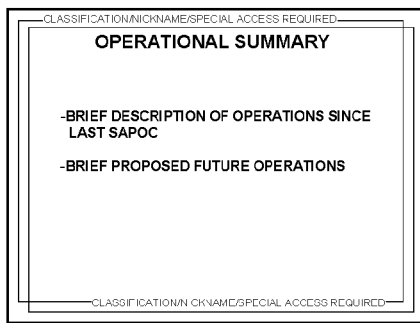 CLASSIFICATION/NICKNAME/SPECIAL ACCESS REQUIRED
OPERATIONAL SUMMARY
-BRIEF DESCRIPTION OF OPERATIONS SINCE
LAST SAPOC
-BRIEF PROPOSED FUTURE OPERATIONS
CLASSIFICATION/NICKNAME/SPECIAL ACCESS REQUIRED